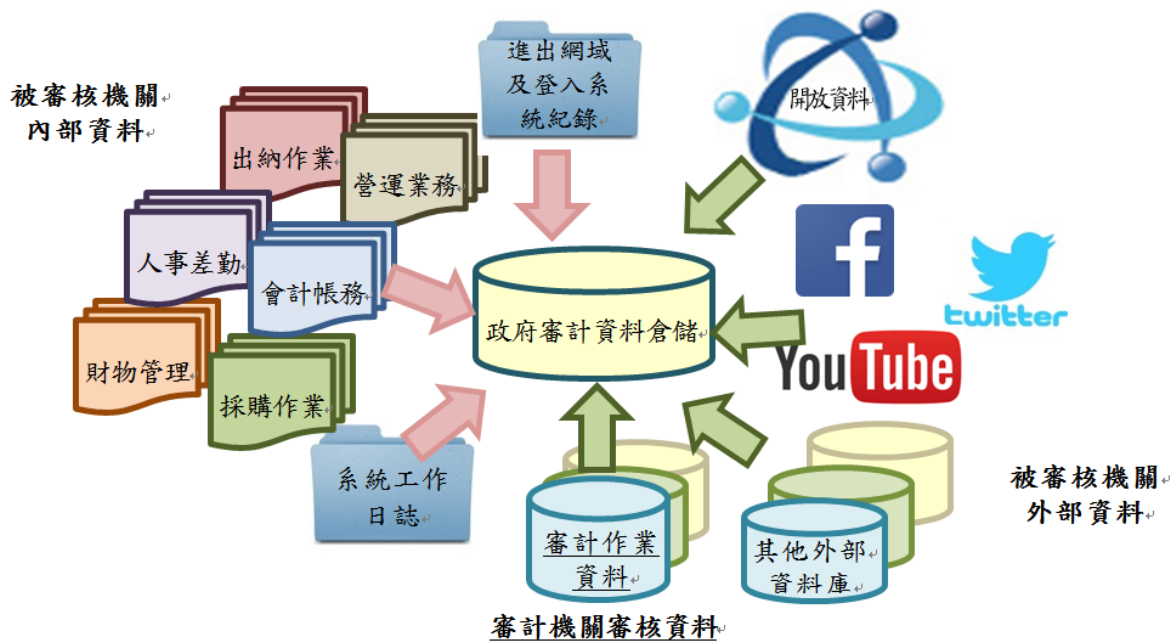 被審核機關
內部資料
進出網域
及登入系
統紀錄
開放資料
出納作業
營運業務
人事差勤
會計帳務
財物管理
採購作業
系統工作
日誌
政府審計資料倉儲
f
twitter
YouTube
審計作業
資料
其他外部
資料庫
被審核機關
外部資料
審計機關審核資料